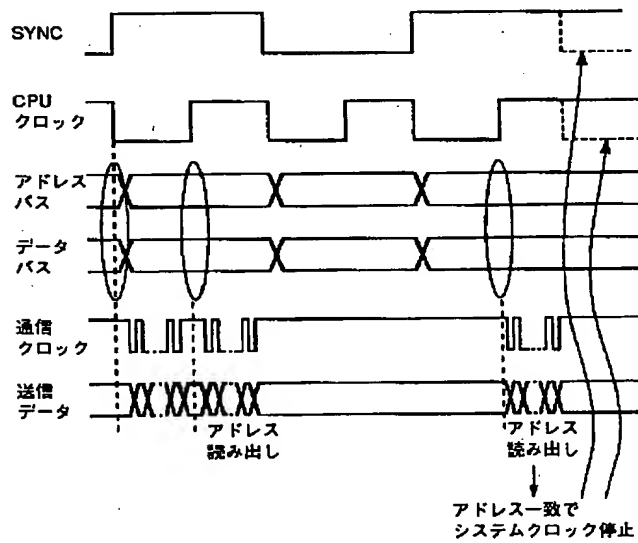 SYNC
CPU
クロック
アドレス
バス
データ
バス
通信
クロック
送信
データ
アドレス
読み出し
アドレス
読み出し
アドレス一致で
システムクロック停止